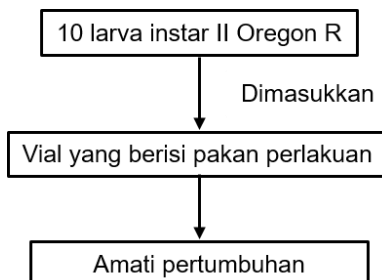 10 larva instar II Oregon R
Dimasukkan
Vial yang berisi pakan perlakuan
Amati pertumbuhan